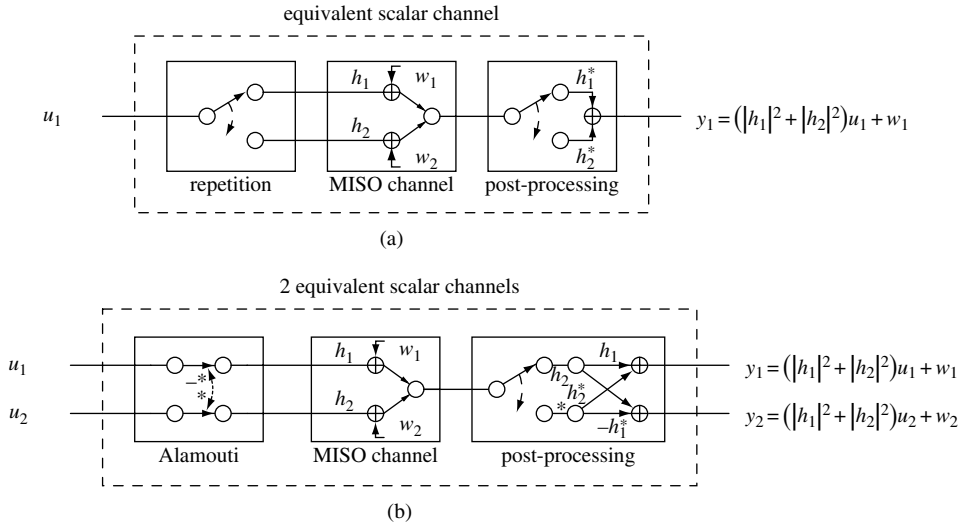 equivalent scalar channel
u₁
h₁
w₁
h₂
w₂
h₁*
h₂*
y₁ = (|h₁|² + |h₂|²)u₁ + w₁
repetition
MISO channel
post-processing
(a)
2 equivalent scalar channels
u₁
u₂
–*
*
h₁
w₁
h₂
w₂
h₁
h₂
h₂*
*
–h₁*
y₁ = (|h₁|² + |h₂|²)u₁ + w₁
y₂ = (|h₁|² + |h₂|²)u₂ + w₂
Alamouti
MISO channel
post-processing
(b)